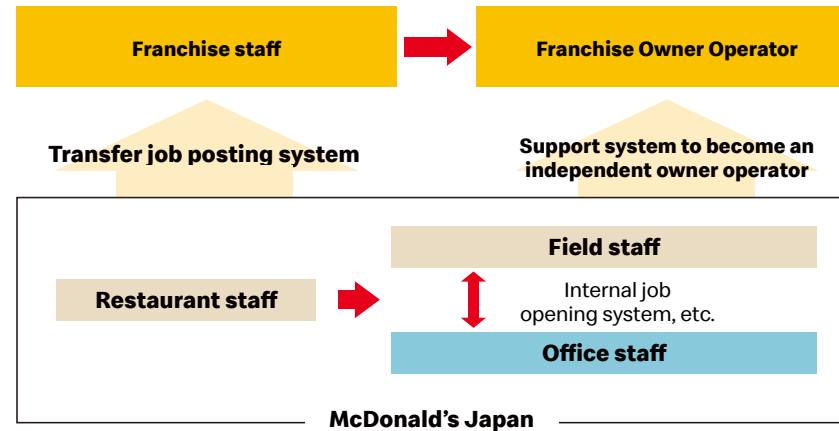 Franchise staff
Franchise Owner Operator
Transfer job posting system
Support system to become an
independent owner operator
Field staff
Restaurant staff
Internal job
opening system, etc.
Office staff
McDonald's Japan